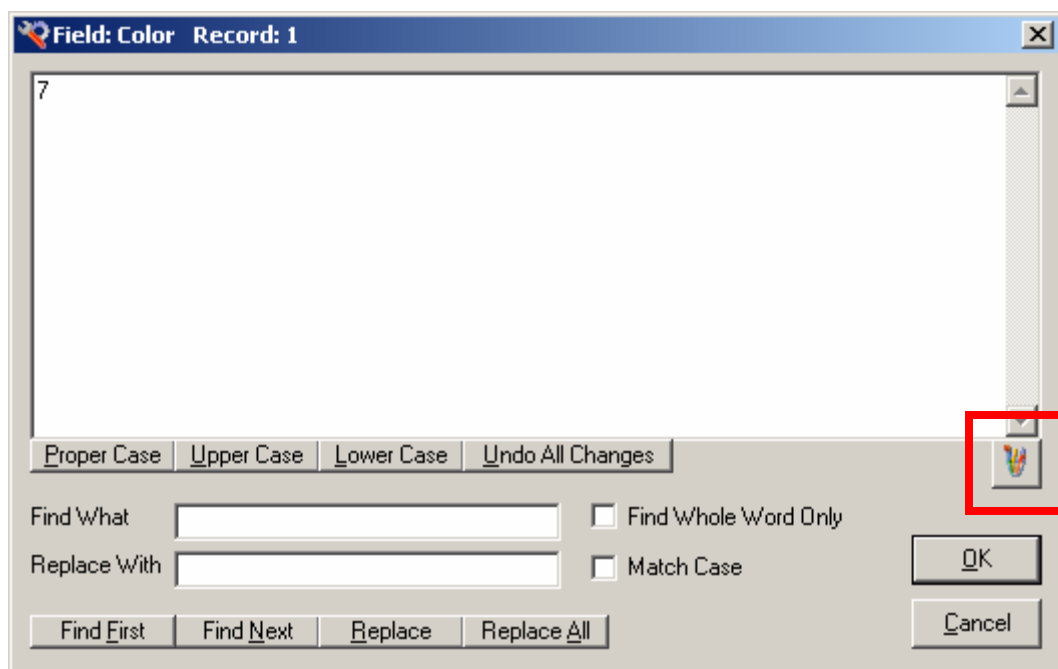 Field: Color Record: 1
7
Proper Case Upper Case Lower Case Undo All Changes
Find What Find Whole Word Only
Replace With Match Case
OK
Find First Find Next Replace Replace All
Cancel